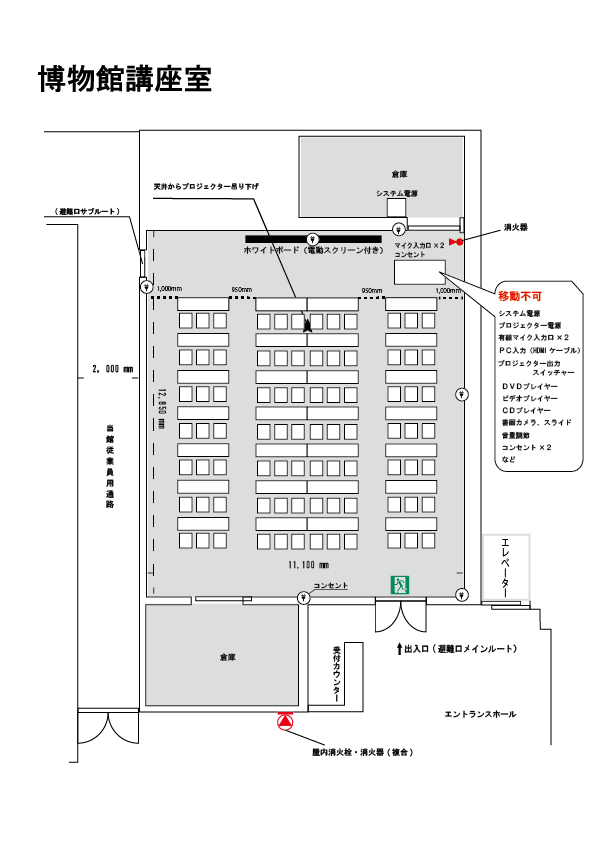 博物館講座室
倉庫
システム電源
天井からプロジェクター吊り下げ
(避難口サブルート)
消火器
ホワイトボード(電動スクリーン付き)
マイク入力口×2
コンセント
1,000mm
950mm
950mm
1,000mm
移動不可
システム電源
プロジェクター電源
有線マイク入力口×2
PC入力(HDMIケーブル)
プロジェクター出力
スイッチャー
DVDプレイヤー
ビデオプレイヤー
CDプレイヤー
書画カメラ、スライド
音量調節
コンセント×2
など
2,000 mm
12,850 mm
当館従業員用通路
11,100 mm
エレベーター
コンセント
倉庫
受付カウンター
出入口(避難口メインルート)
エントランスホール
屋内消火栓・消火器(複合)